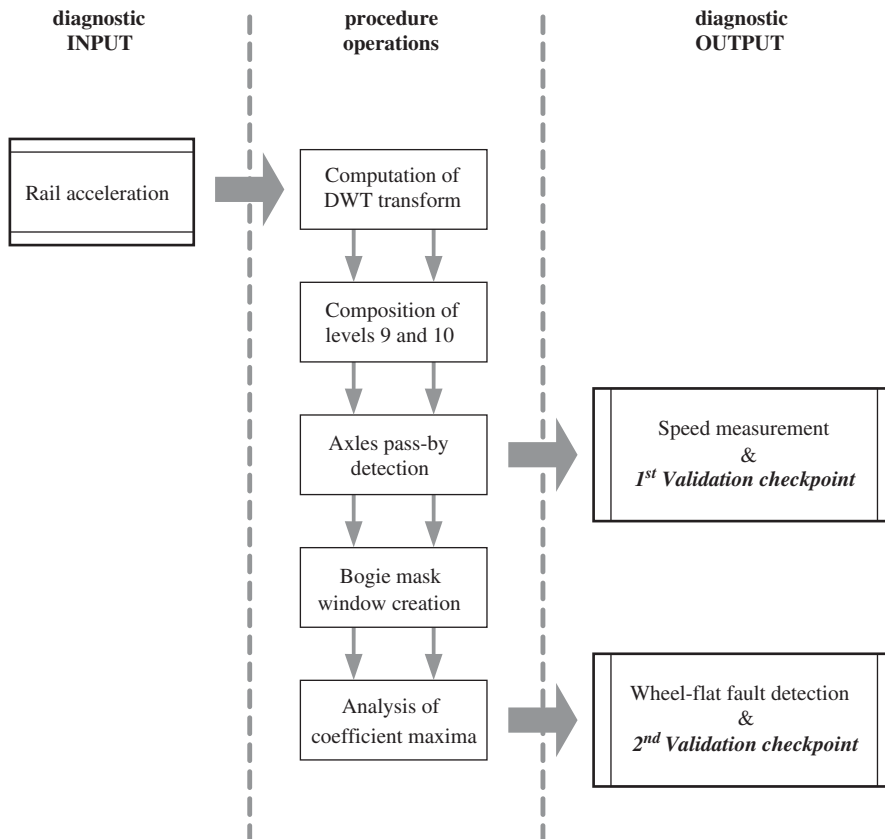 diagnostic
INPUT
procedure
operations
diagnostic
OUTPUT
Rail acceleration
Computation of
DWT transform
Composition of
levels 9 and 10
Axles pass-by
detection
Speed measurement
&
1st Validation checkpoint
Bogie mask
window creation
Analysis of
coefficient maxima
Wheel-flat fault detection
&
2nd Validation checkpoint